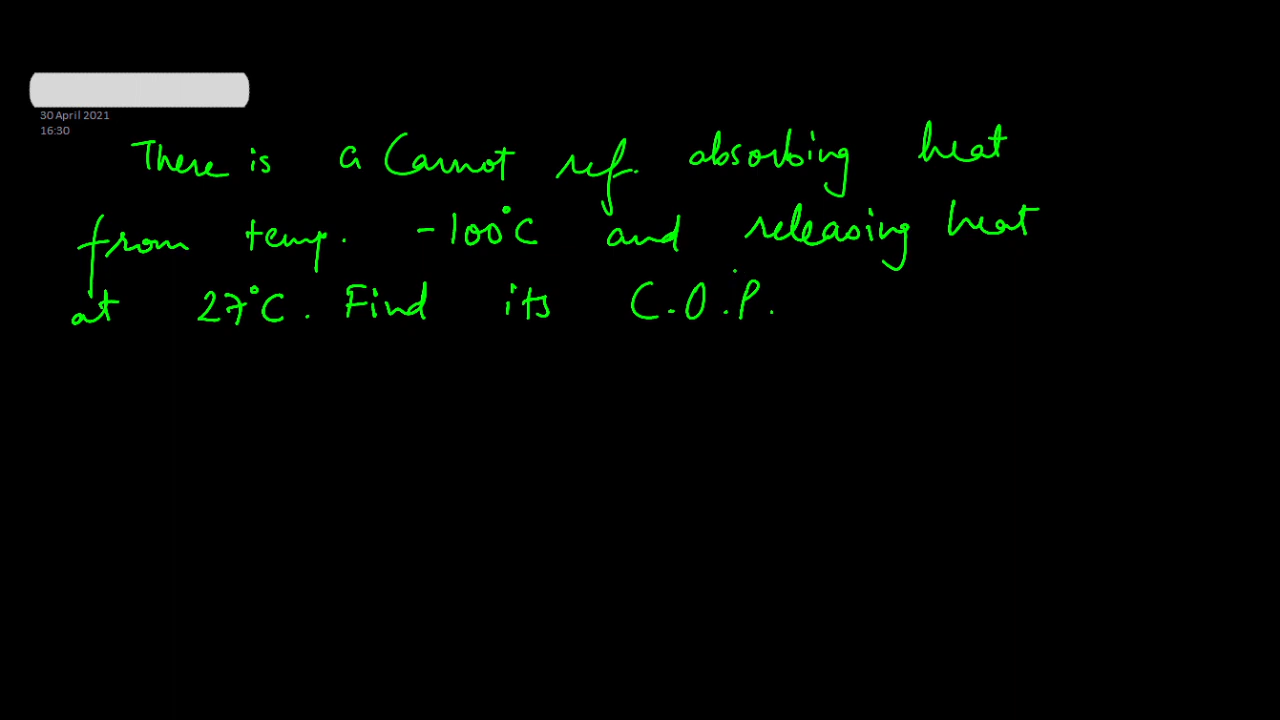 30 April 2021
16:30
There is a Carnot ref. absorbing heat
from temp. -100°C and releasing heat
at 27°C. Find its C.O.P.